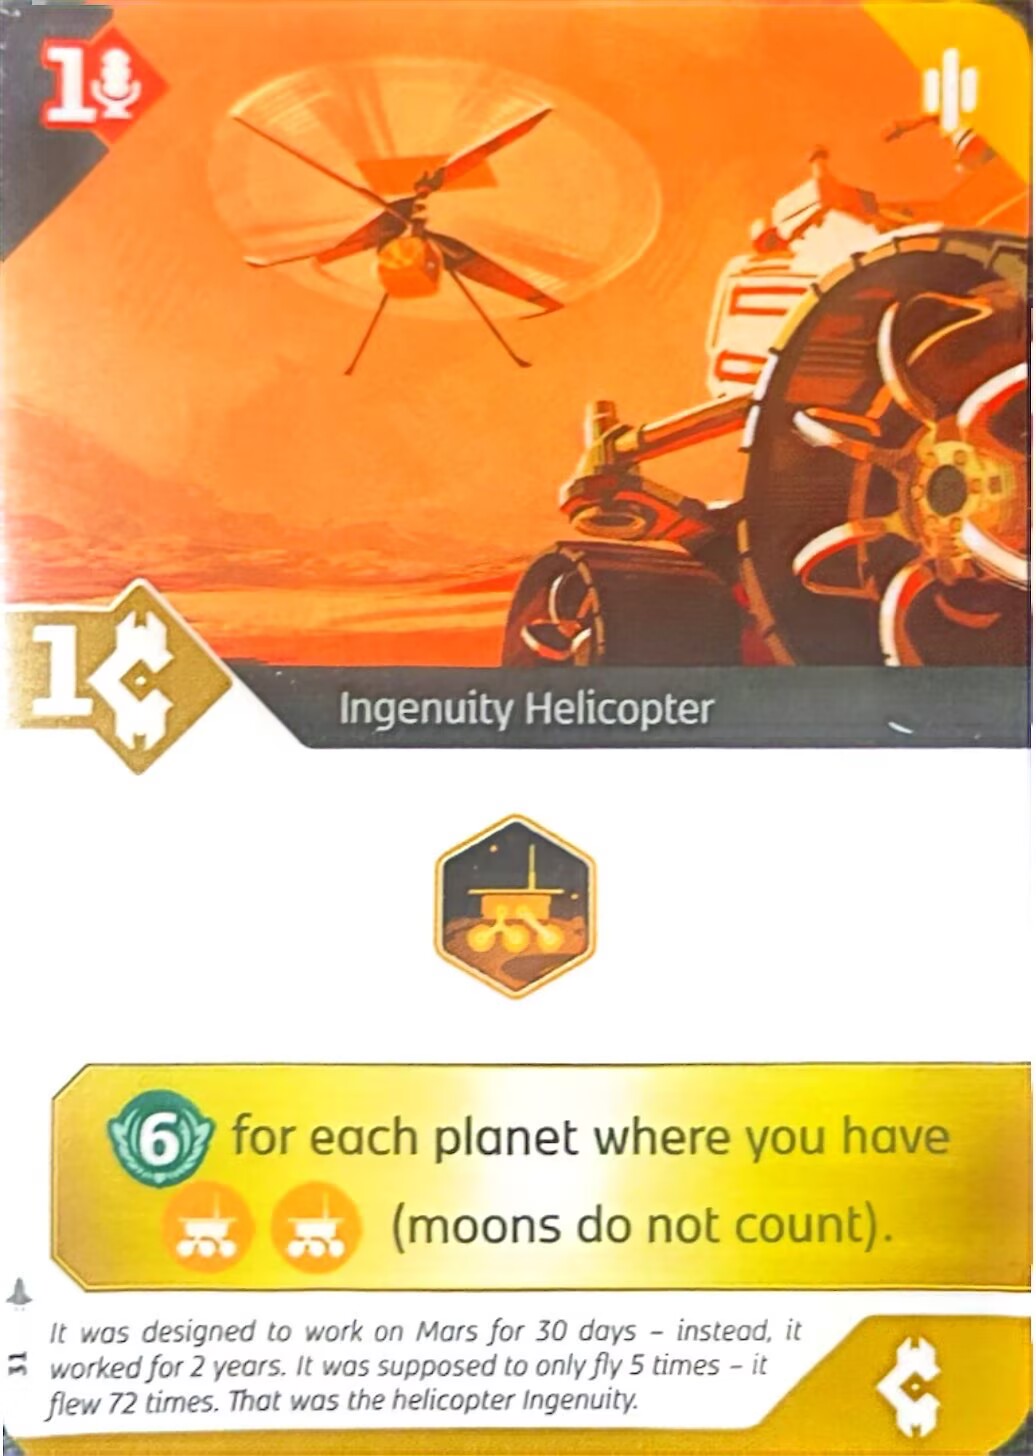 1
1
Ingenuity Helicopter
6 for each planet where you have
(moons do not count).
It was designed to work on Mars for 30 days – instead, it
worked for 2 years. It was supposed to only fly 5 times – it
flew 72 times. That was the helicopter Ingenuity.
31